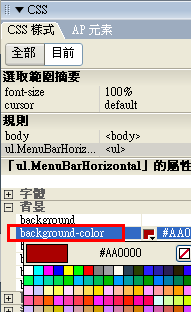 CSS
CSS 樣式 AP 元素
全部 目前
選取範圍摘要
font-size 100%
cursor default
規則
body <body>
ul.MenuBarHoriz... <ul>
「ul.MenuBarHorizontal」的屬性
字體
背景
background
background-color #AA0
#AA0000